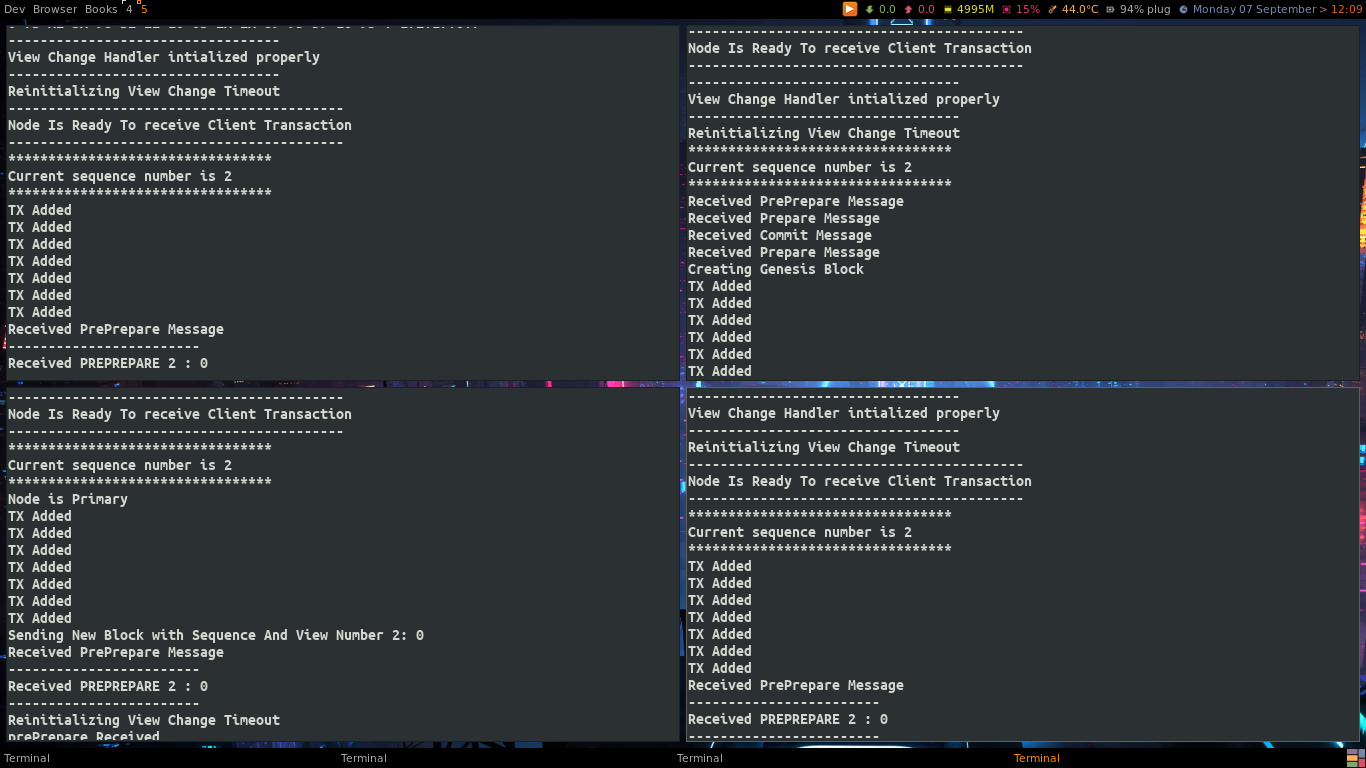 Dev Browser Books 4 5
0.0 0.0 4995M 15% 44.0°C 94% plug Monday 07 September > 12:09
----------------------------------
View Change Handler intialized properly
----------------------------------
Reinitializing View Change Timeout
------------------------------------------
Node Is Ready To receive Client Transaction
------------------------------------------
*********************************
Current sequence number is 2
*********************************
TX Added
TX Added
TX Added
TX Added
TX Added
TX Added
TX Added
Received PrePrepare Message
------------------------
Received PREPREPARE 2 : 0
------------------------------------------
Node Is Ready To receive Client Transaction
------------------------------------------
----------------------------------
View Change Handler intialized properly
----------------------------------
Reinitializing View Change Timeout
*********************************
Current sequence number is 2
*********************************
Received PrePrepare Message
Received Prepare Message
Received Commit Message
Received Prepare Message
Creating Genesis Block
TX Added
TX Added
TX Added
TX Added
TX Added
TX Added
------------------------------------------
Node Is Ready To receive Client Transaction
------------------------------------------
*********************************
Current sequence number is 2
*********************************
Node is Primary
TX Added
TX Added
TX Added
TX Added
TX Added
TX Added
TX Added
Sending New Block with Sequence And View Number 2: 0
Received PrePrepare Message
------------------------
Received PREPREPARE 2 : 0
------------------------
Reinitializing View Change Timeout
prePrepare Received
----------------------------------
View Change Handler intialized properly
----------------------------------
Reinitializing View Change Timeout
------------------------------------------
Node Is Ready To receive Client Transaction
------------------------------------------
*********************************
Current sequence number is 2
*********************************
TX Added
TX Added
TX Added
TX Added
TX Added
TX Added
TX Added
Received PrePrepare Message
------------------------
Received PREPREPARE 2 : 0
------------------------
Terminal Terminal Terminal Terminal